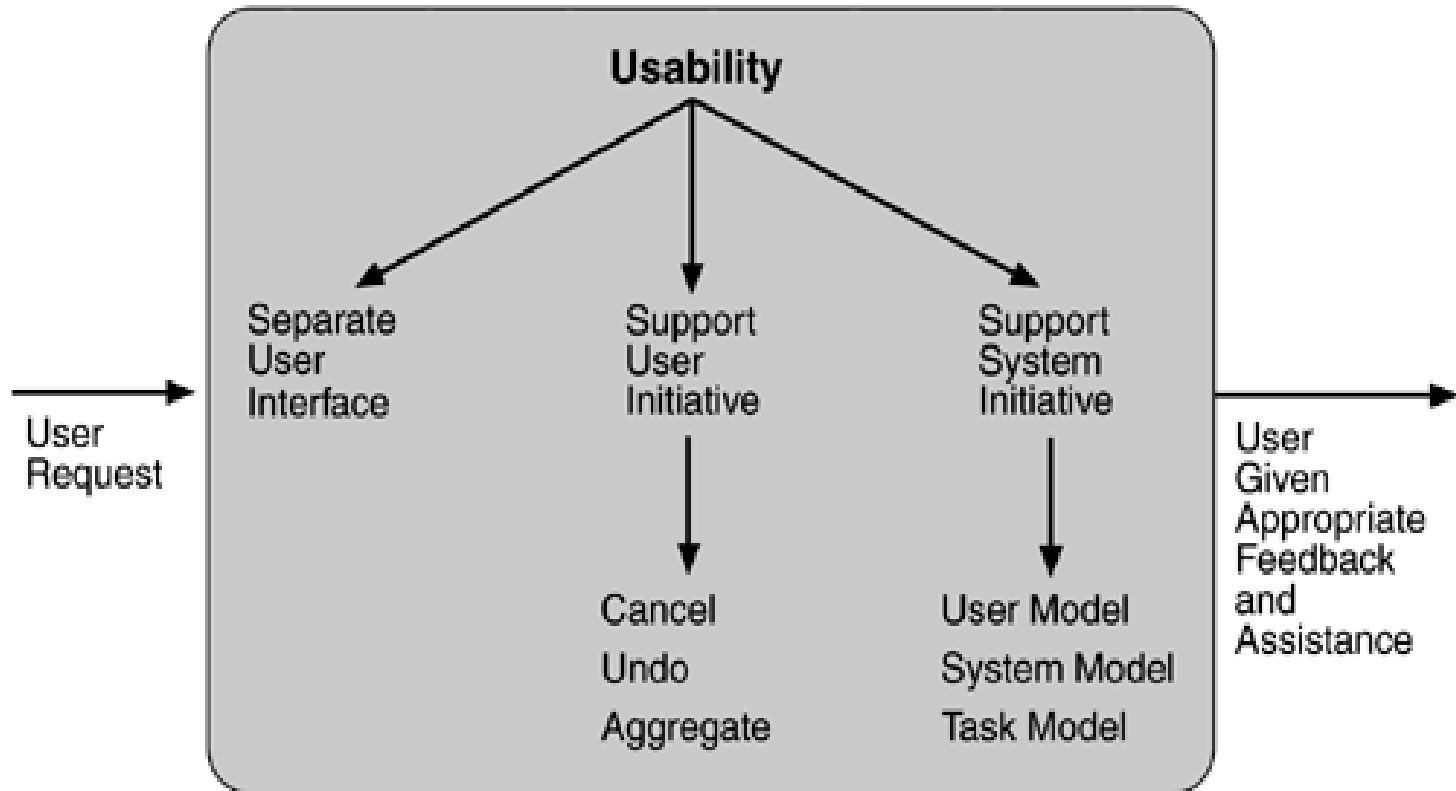 Usability
Separate
User
Interface
Support
User
Initiative
Support
System
Initiative
User
Request
User
Given
Appropriate
Feedback
and
Assistance
Cancel
Undo
Aggregate
User Model
System Model
Task Model